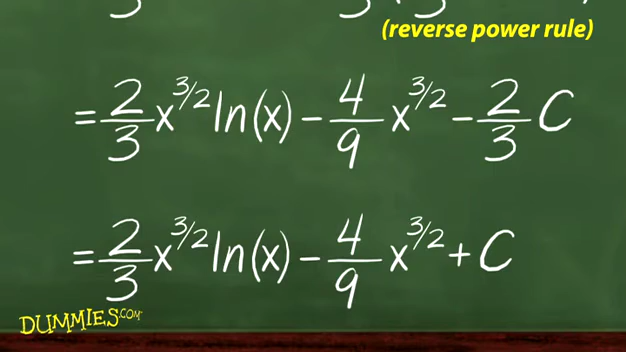 (reverse power rule)
= 2/3 x^3/2 ln(x) - 4/9 x^3/2 - 2/3 C
= 2/3 x^3/2 ln(x) - 4/9 x^3/2 + C
DUMMIES.COM